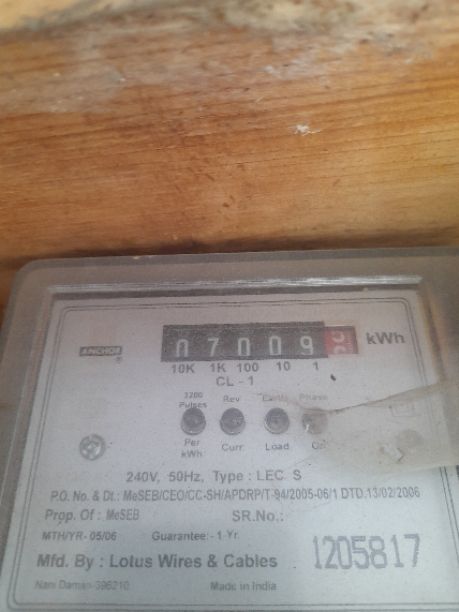 07009 kWh
ANCHOR
10K 1K 100 10 1
CL - 1
3200 Rev Earth Phase
Pulses
Per Curr. Load On
kWh
240V, 50Hz, Type : LEC S
P.O. No. & Dt.: MeSEB/CEO/CC-SH/APDRP/T-94/2005-06/1 DTD.13/02/2006
Prop. Of : MeSEB SR.No.:
MTH/YR- 05/06 Guarantee:- 1 Yr.
1205817
Mfd. By : Lotus Wires & Cables
Nani Daman-396210 Made in India